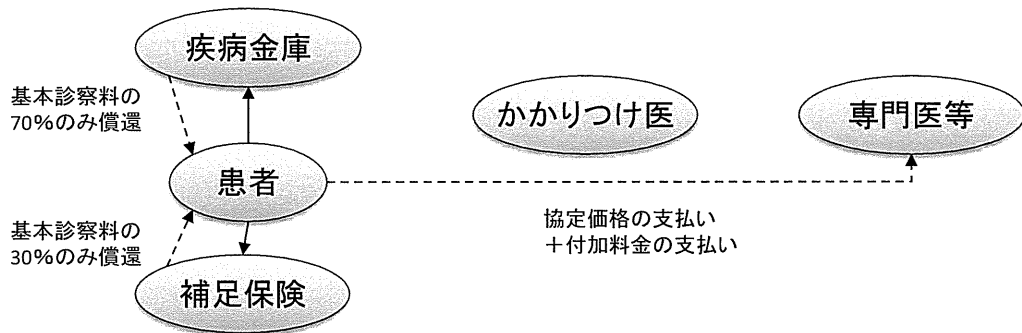 疾病金庫
基本診察料の
70%のみ償還
かかりつけ医
専門医等
患者
協定価格の支払い
＋付加料金の支払い
基本診察料の
30%のみ償還
補足保険